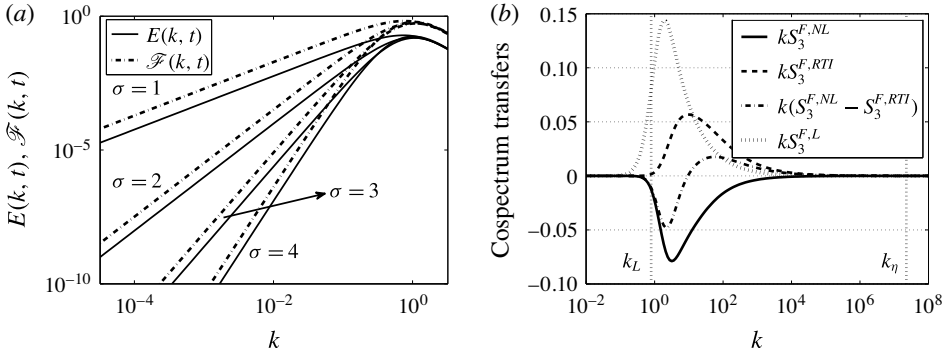 (a)
10^0
10^-5
10^-10
E(k, t), ℱ(k, t)
E(k, t)
ℱ(k, t)
σ = 1
σ = 2
σ = 3
σ = 4
10^-4
10^-2
10^0
k
(b)
0.15
0.10
0.05
0
−0.05
−0.10
Cospectrum transfers
kS_3^{F,NL}
kS_3^{F,RTI}
k(S_3^{F,NL} − S_3^{F,RTI})
kS_3^{F,L}
k_L
k_η
10^-2
10^0
10^2
10^4
10^6
10^8
k